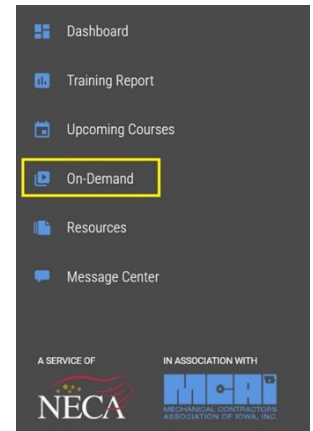 Dashboard
Training Report
Upcoming Courses
On-Demand
Resources
Message Center
A SERVICE OF
IN ASSOCIATION WITH
NECA
MCAi
MECHANICAL CONTRACTORS
ASSOCIATION OF IOWA, INC.